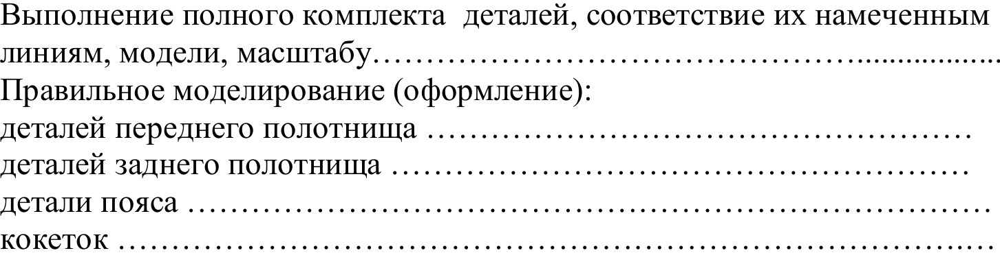 Выполнение полного комплекта  деталей, соответствие их намеченным
линиям, модели, масштабу……………………………………………..................
Правильное моделирование (оформление):
деталей переднего полотнища ……………………………………………
деталей заднего полотнища ………………………………………………
детали пояса …………………………………………………………………
кокеток …………………………………………………………………….…